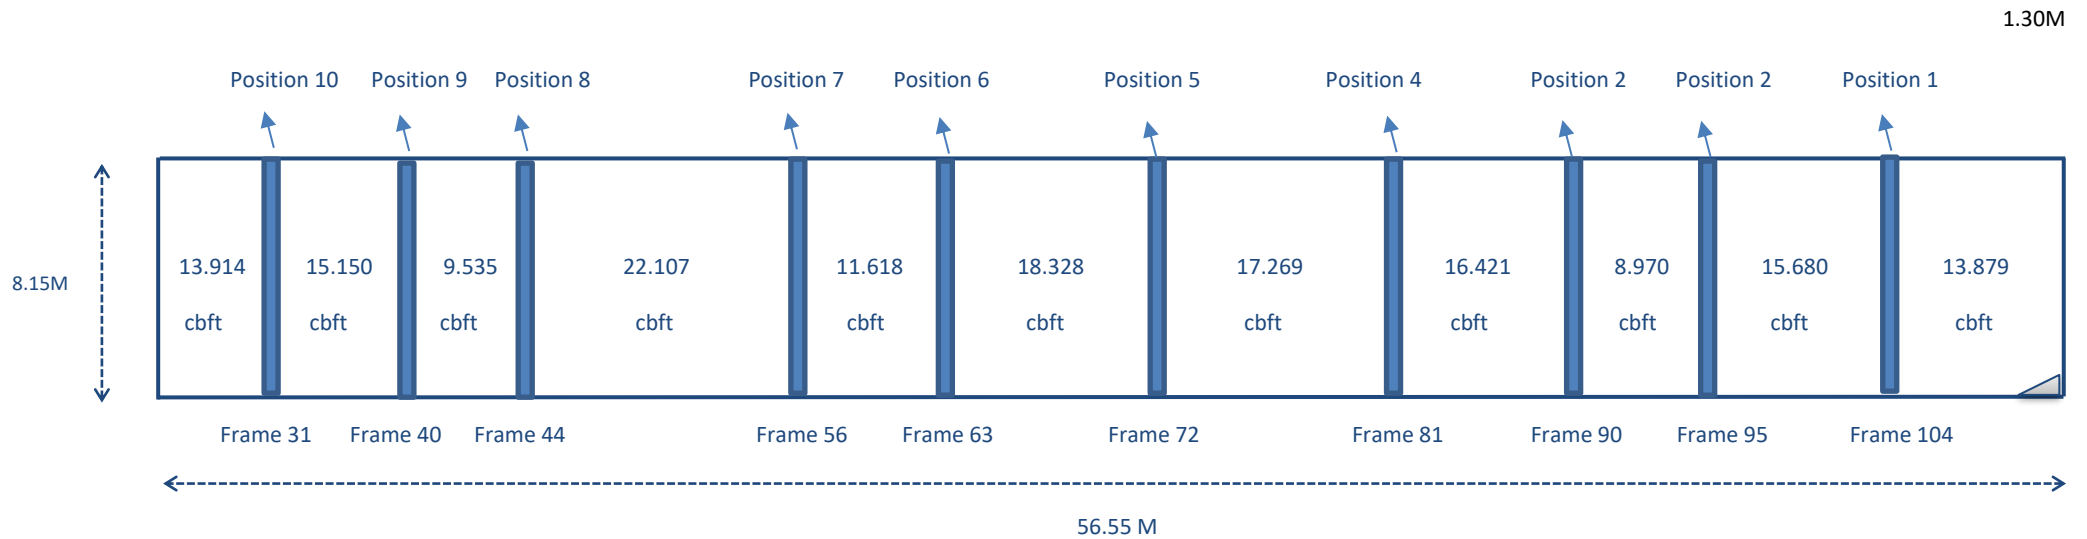 1.30M
Position 10 Position 9 Position 8 Position 7 Position 6 Position 5 Position 4 Position 2 Position 2 Position 1
13.914 15.150 9.535 22.107 11.618 18.328 17.269 16.421 8.970 15.680 13.879
8.15M
cbft cbft cbft cbft cbft cbft cbft cbft cbft cbft cbft
Frame 31 Frame 40 Frame 44 Frame 56 Frame 63 Frame 72 Frame 81 Frame 90 Frame 95 Frame 104
56.55 M